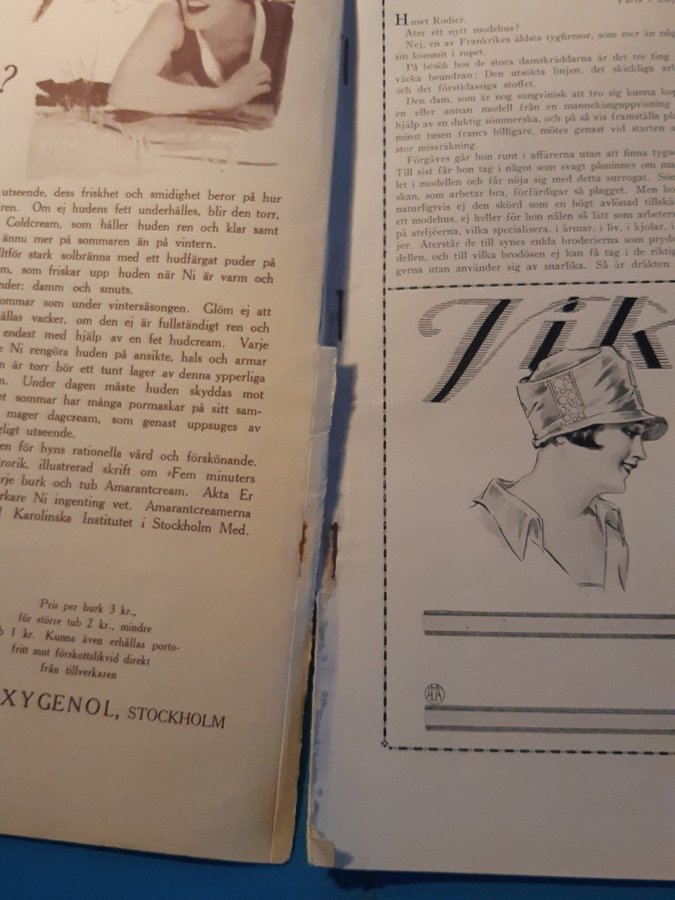 ?
utseende, dess friskhet och smidighet beror på hur
ren. Om ej hudens fett underhålles, blir den torr,
Coldcream, som håller huden ren och klar samt
ännu mer på sommaren än på vintern.
lltför stark solbränna med ett hudfärgat puder på
m, som friskar upp huden när Ni är varm och
nder: damm och smuts.
ommar som under vintersäsongen. Glöm ej att
hållas vacker, om den ej är fullständigt ren och
endast med hjälp av en fet hudcream. Varje
e Ni rengöra huden på ansikte, hals och armar
n är torr bör ett tunt lager av denna ypperliga
n. Under dagen måste huden skyddas mot
et sommar har många pormaskar på sitt sam-
mager dagcream, som genast uppsuges av
gligt utseende.
en för hyns rationella vård och förskönande.
rorik, illustrerad skrift om »Fem minuters
rje burk och tub Amarantcream. Akta Er
rkare Ni ingenting vet. Amarantcreamerna
Karolinska Institutet i Stockholm Med.
Pris per burk 3 kr.,
för större tub 2 kr., mindre
b 1 kr. Kunna även erhållas porto-
fritt mot förskottslikvid direkt
från tillverkaren
XYGENOL, STOCKHOLM
Huset Rodier.
Åter ett nytt modehus?
Nej, en av Frankrikes äldsta tygfirmor, som mer än någ
sin kommit i ropet.
På besök hos de stora damskräddarna är det tre ting
väcka beundran: Den utsökta linjen, det skickliga arb
och det förstklassiga stoffet.
Den dam, som är nog sangvinisk att tro sig kunna kop
en eller annan modell från en mannekänguppvisning
hjälp av en duktig sömmerska, och på så vis framställa pla
minst tusen francs billigare, mötes genast vid starten a
stor missräkning.
Förgäves går hon runt i affärerna utan att finna tyge
Till sist får hon tag i något som svagt påminner om ma
let i modellen och får nöja sig med detta surrogat. Söm
skan, som arbetar bra, förfärdigar så plagget. Men ho
naturligtvis ej den skörd som en högt avlönad tillskär
ett modehus, ej heller för hon nålen så lätt som arbeters
på ateljéerna, vilka specialisera, i ärmar, i liv, i kjolar, i
jer. Återstår de till synes enkla broderierna som pryde
dellen, och till vilka brodösen ej kan få tag i de riktig
gerna utan använder sig av snarlika. Så är dräkten
Vik